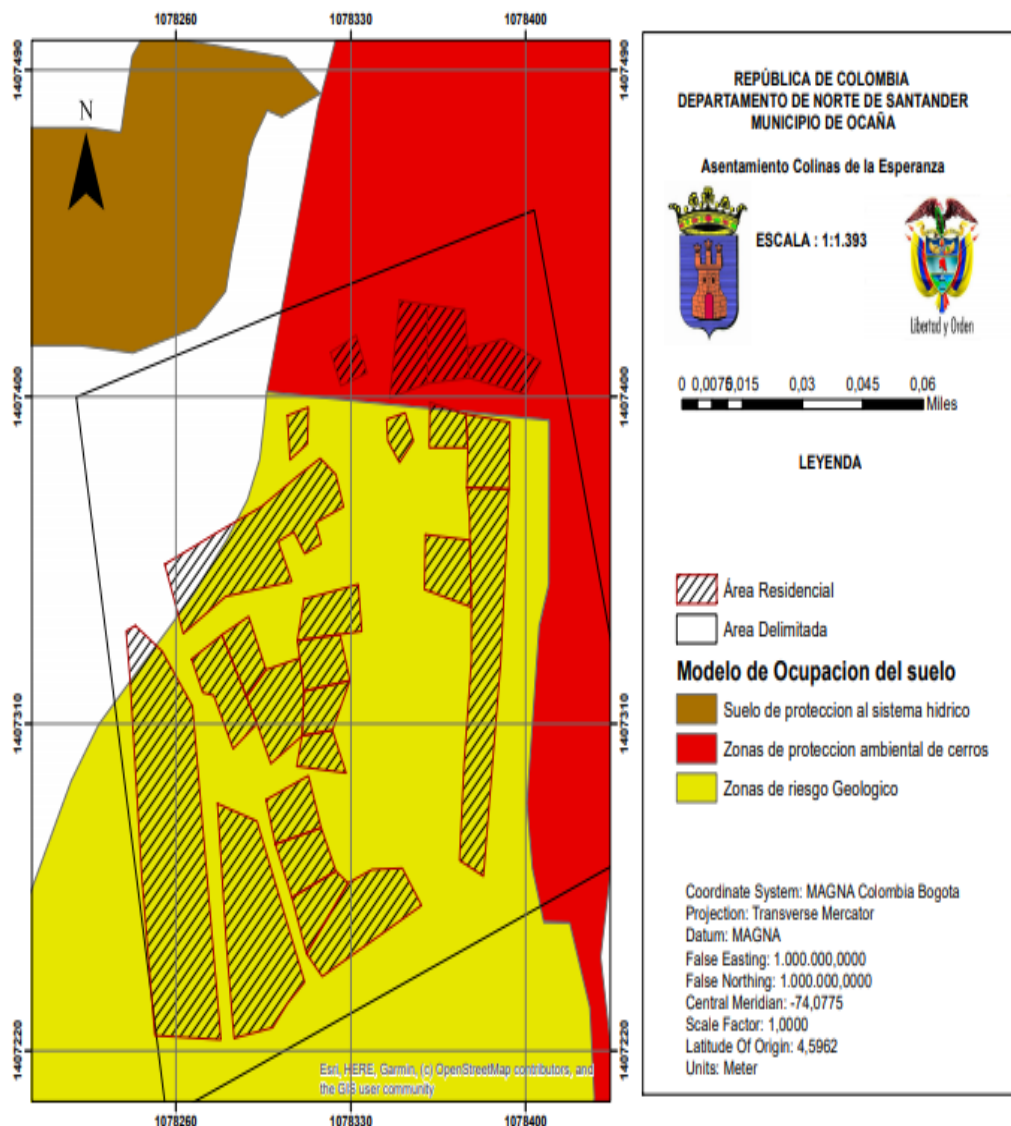 1078260 1078330 1078400
1407490 1407490
N
1407400 1407400
1407310 1407310
1407220 1407220
Esri, HERE, Garmin, (c) OpenStreetMap contributors, and
the GIS user community
1078260 1078330 1078400
REPÚBLICA DE COLOMBIA
DEPARTAMENTO DE NORTE DE SANTANDER
MUNICIPIO DE OCAÑA
Asentamiento Colinas de la Esperanza
ESCALA : 1:1.393
Libertad y Orden
0 0,0075 0,015 0,03 0,045 0,06
Miles
LEYENDA
Área Residencial
Area Delimitada
Modelo de Ocupacion del suelo
Suelo de proteccion al sistema hidrico
Zonas de proteccion ambiental de cerros
Zonas de riesgo Geologico
Coordinate System: MAGNA Colombia Bogota
Projection: Transverse Mercator
Datum: MAGNA
False Easting: 1.000.000,0000
False Northing: 1.000.000,0000
Central Meridian: -74,0775
Scale Factor: 1,0000
Latitude Of Origin: 4,5962
Units: Meter